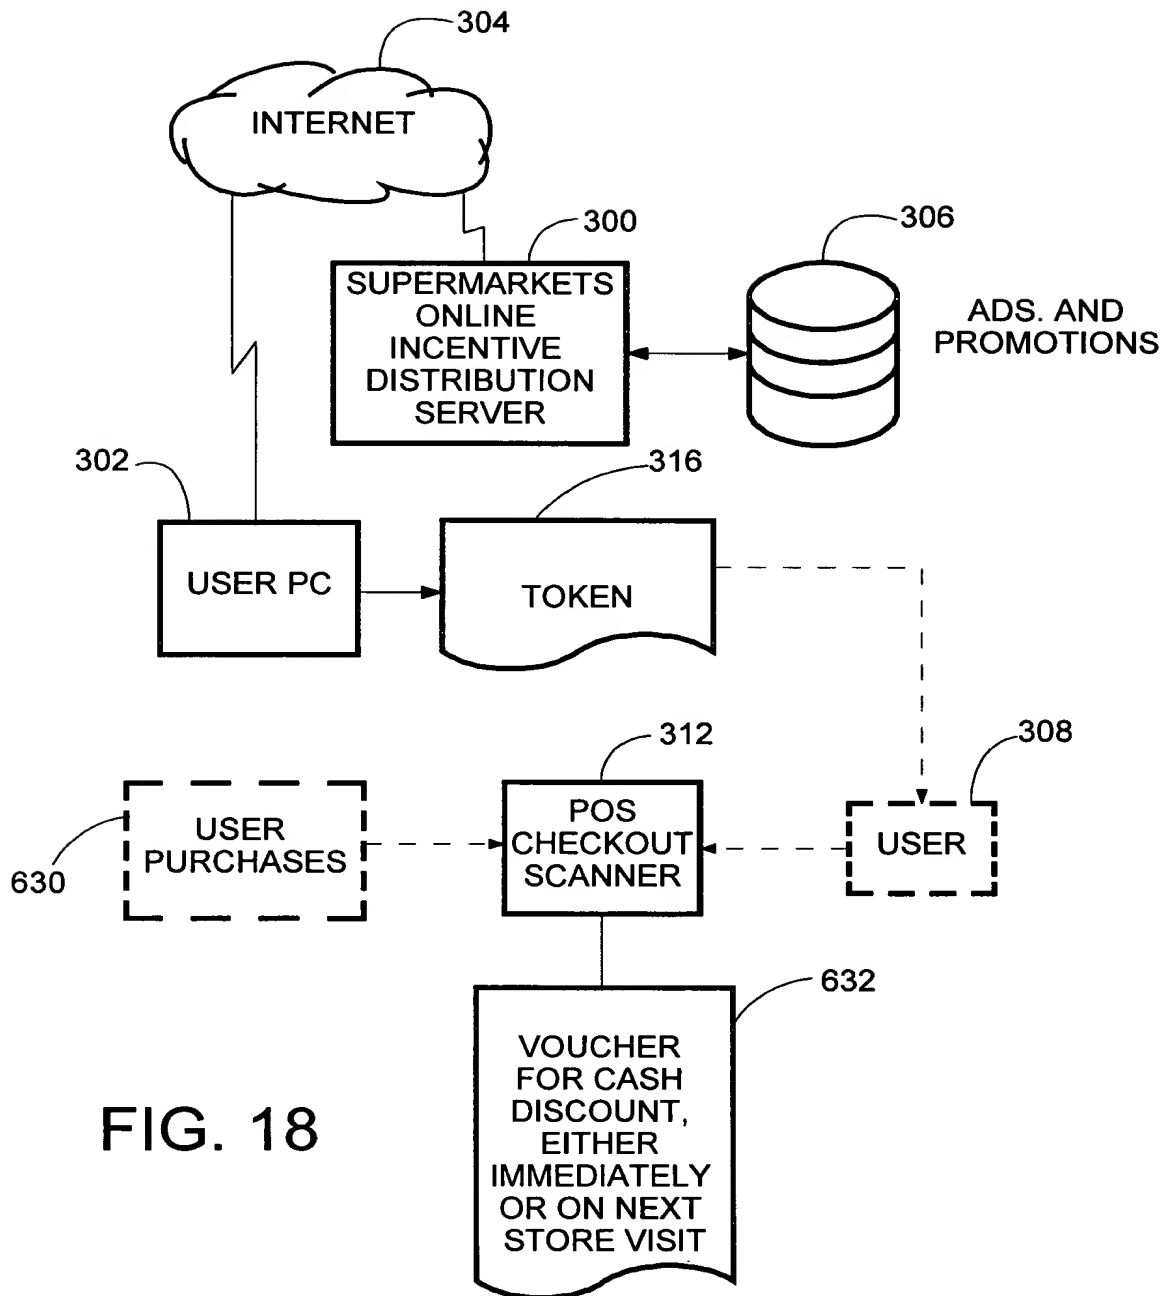 304
INTERNET
300
306
SUPERMARKETS
ONLINE
INCENTIVE
DISTRIBUTION
SERVER
ADS. AND
PROMOTIONS
302
316
USER PC
TOKEN
312
308
USER
PURCHASES
POS
CHECKOUT
SCANNER
USER
630
632
VOUCHER
FOR CASH
DISCOUNT,
EITHER
IMMEDIATELY
OR ON NEXT
STORE VISIT
FIG. 18